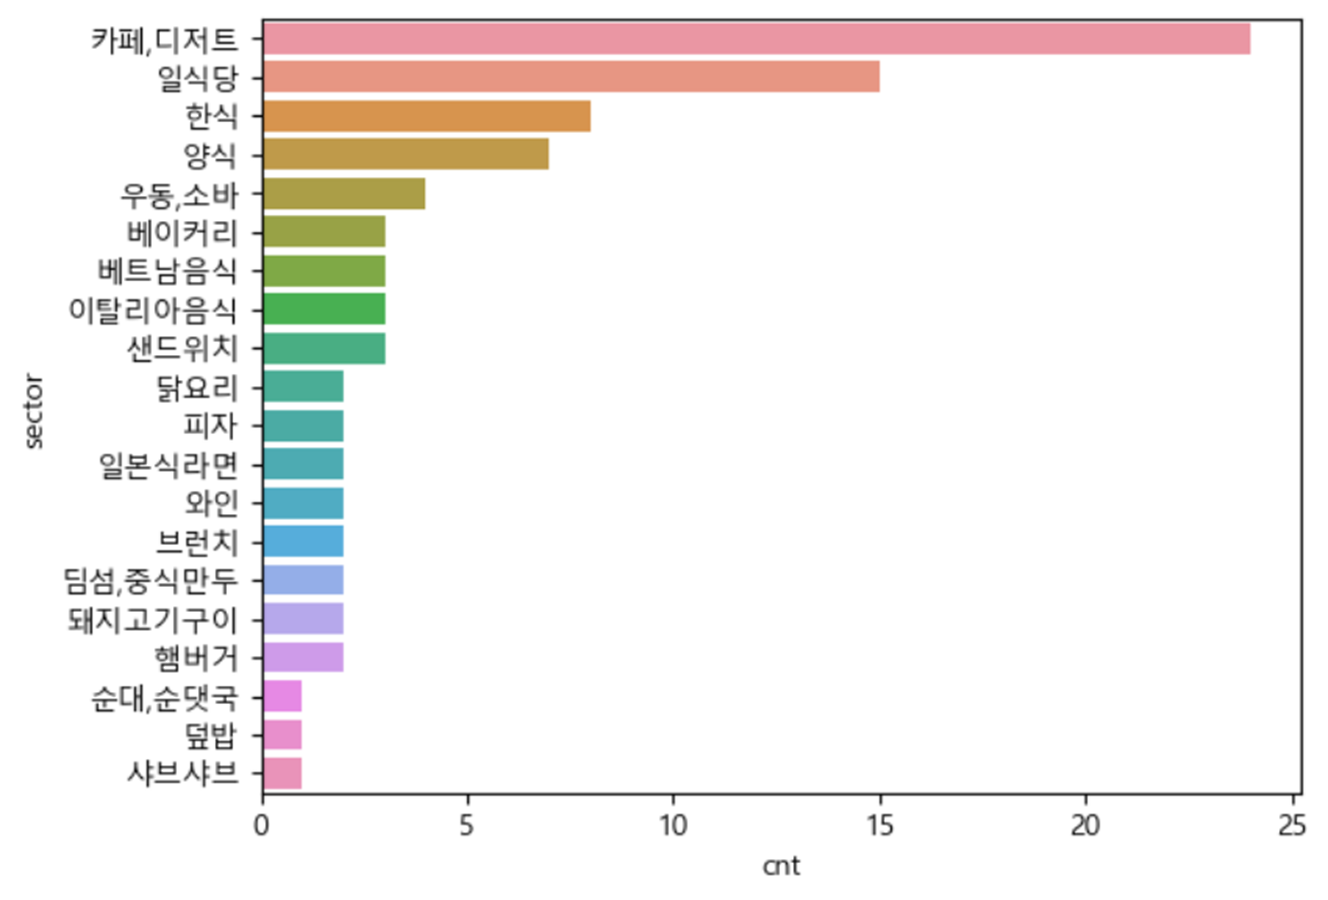 카페,디저트
일식당
한식
양식
우동,소바
베이커리
베트남음식
이탈리아음식
샌드위치
닭요리
피자
일본식라면
와인
브런치
딤섬,중식만두
돼지고기구이
햄버거
순대,순댓국
덮밥
샤브샤브
sector
0 5 10 15 20 25
cnt